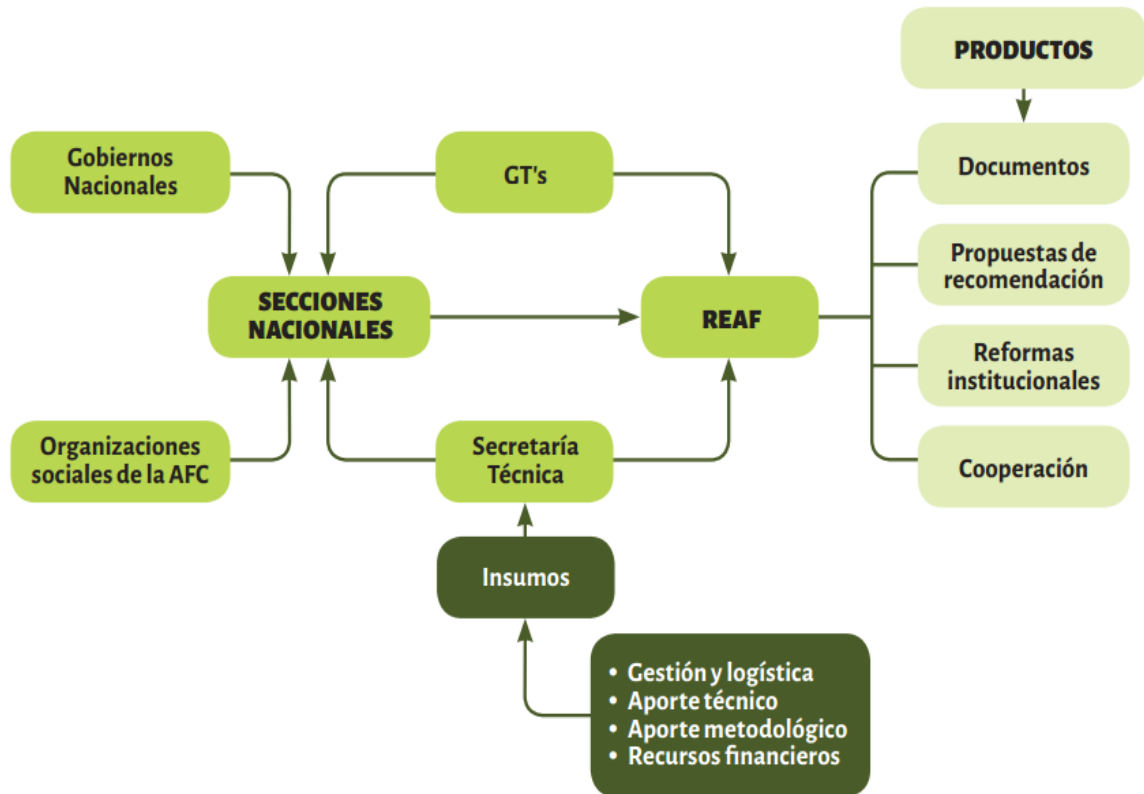 PRODUCTOS
Gobiernos
Nacionales
GT's
Documentos
Propuestas de
recomendación
SECCIONES
NACIONALES
REAF
Reformas
institucionales
Organizaciones
sociales de la AFC
Secretaría
Técnica
Cooperación
Insumos
• Gestión y logística
• Aporte técnico
• Aporte metodológico
• Recursos financieros